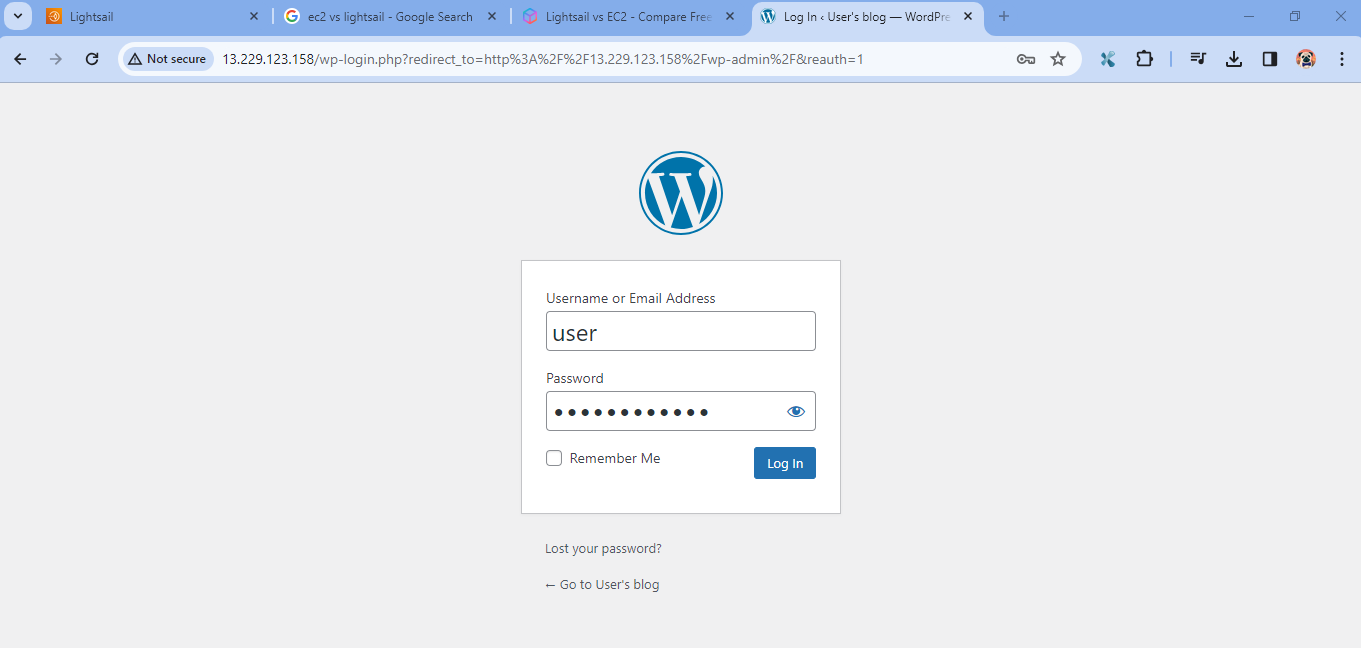 Lightsail
ec2 vs lightsail - Google Search
Lightsail vs EC2 - Compare Free
Log In ‹ User's blog — WordPre
Not secure
13.229.123.158/wp-login.php?redirect_to=http%3A%2F%2F13.229.123.158%2Fwp-admin%2F&reauth=1
Username or Email Address
user
Password
Remember Me
Log In
Lost your password?
← Go to User's blog